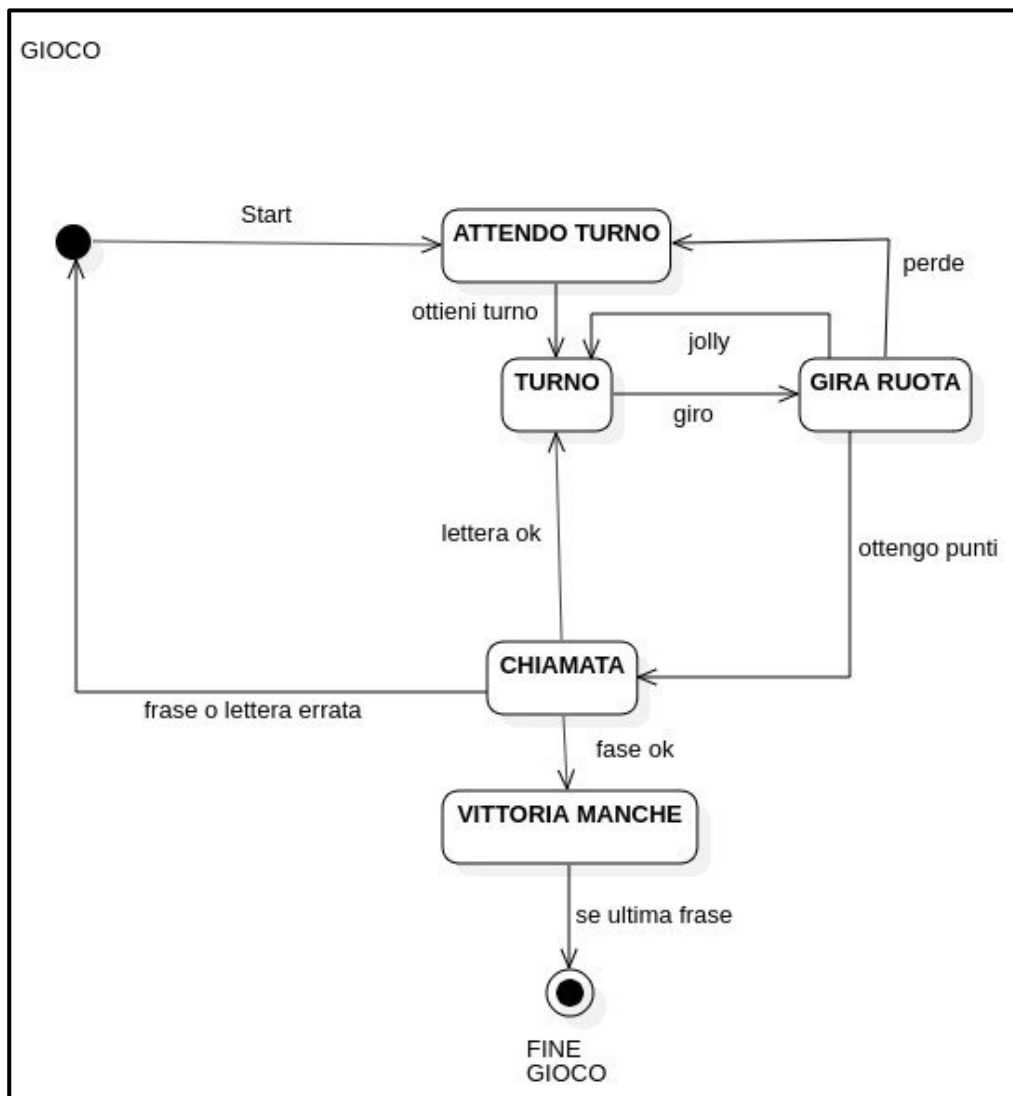 GIOCO
Start
ATTENDO TURNO
perde
ottieni turno
jolly
TURNO
GIRA RUOTA
giro
lettera ok
ottengo punti
CHIAMATA
frase o lettera errata
fase ok
VITTORIA MANCHE
se ultima frase
FINE
GIOCO